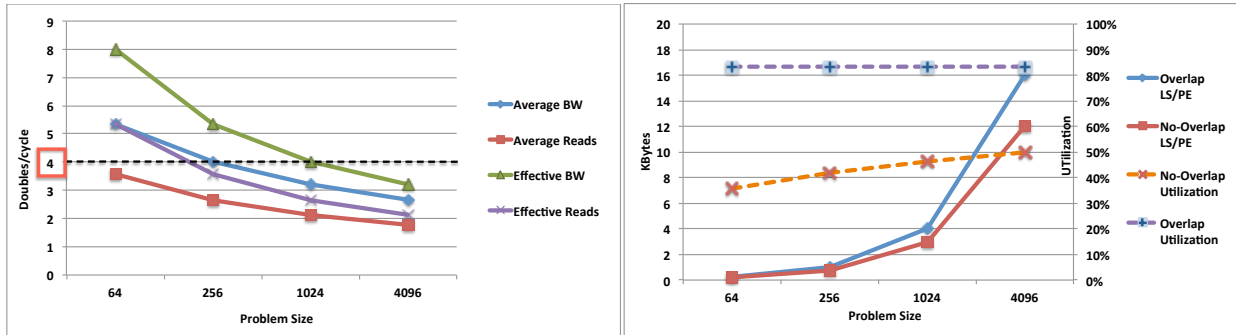 9
8
7
6
5
4
3
2
1
0
Doubles/cycle
64
256
1024
4096
Problem Size
Average BW
Average Reads
Effective BW
Effective Reads
20
18
16
14
12
10
8
6
4
2
0
KBytes
64
256
1024
4096
Problem Size
100%
90%
80%
70%
60%
50%
40%
30%
20%
10%
0%
UTilization
Overlap
LS/PE
No-Overlap
LS/PE
No-Overlap
Utilization
Overlap
Utilization